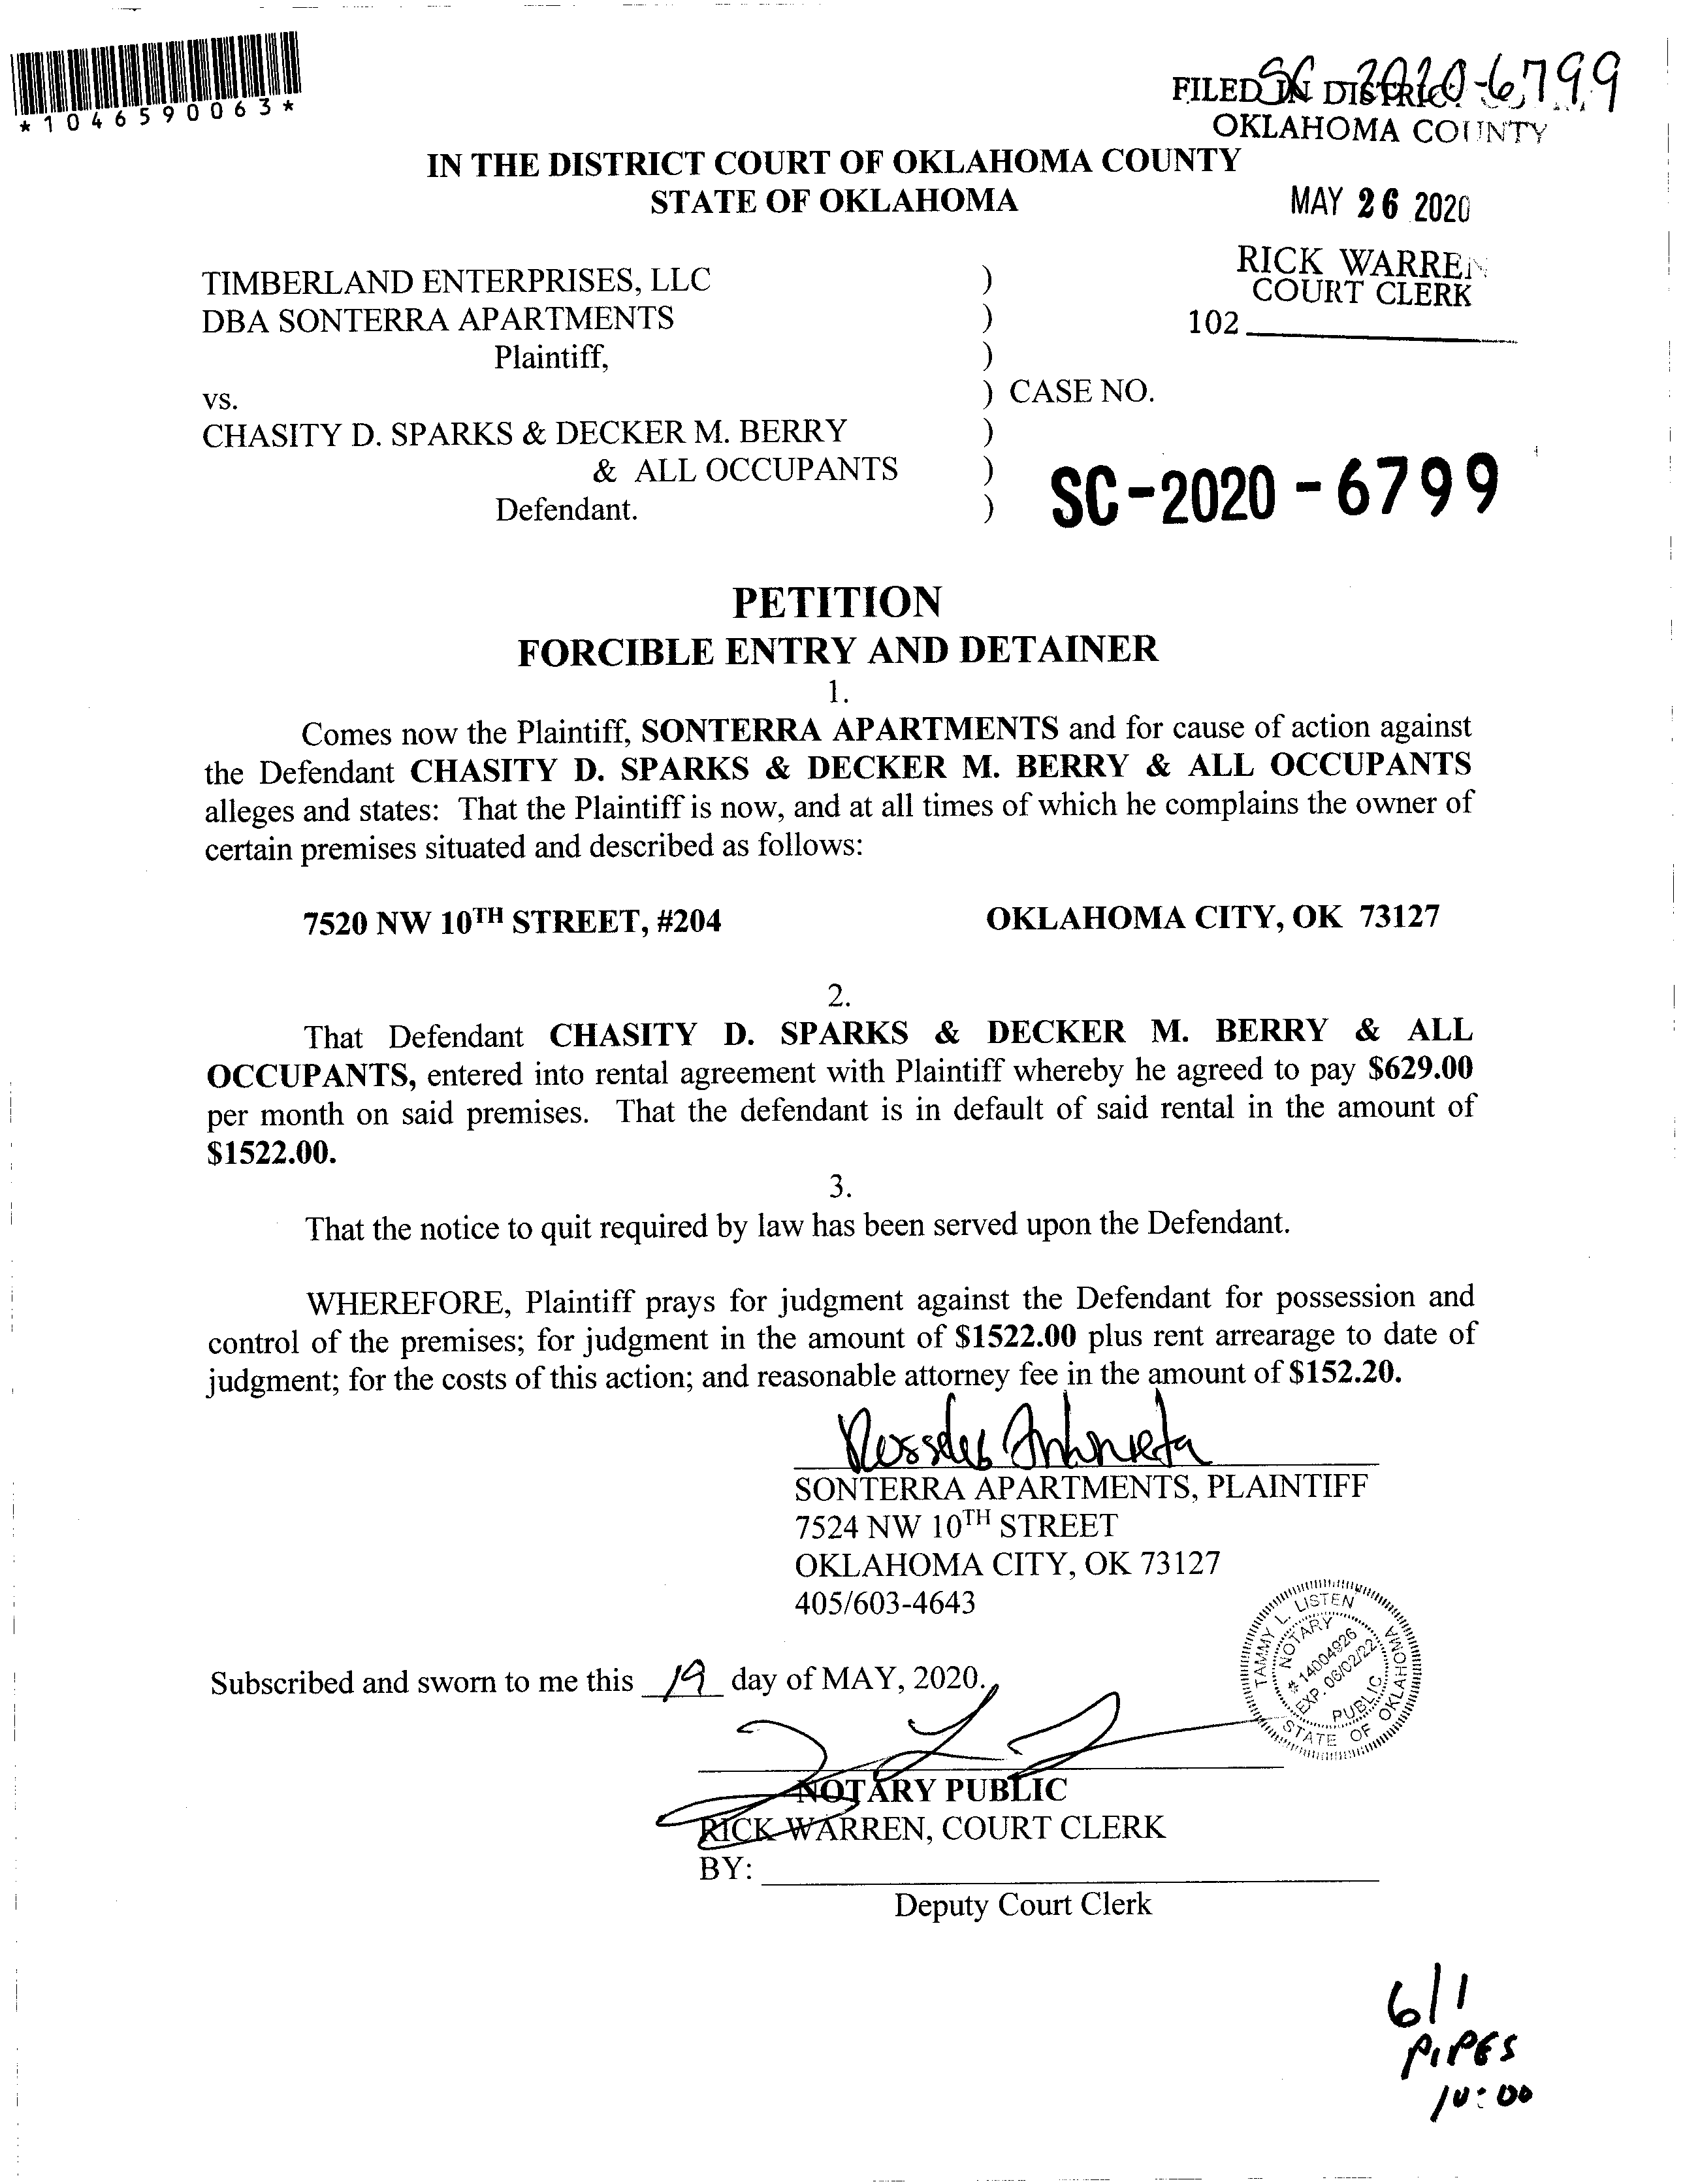 *1046590063*
SC-2020-6799
FILED IN DISTRICT
OKLAHOMA COUNTY
IN THE DISTRICT COURT OF OKLAHOMA COUNTY
STATE OF OKLAHOMA
MAY 26 2020
RICK WARREN
COURT CLERK
102
TIMBERLAND ENTERPRISES, LLC )
DBA SONTERRA APARTMENTS )
Plaintiff, )
vs. ) CASE NO.
CHASITY D. SPARKS & DECKER M. BERRY )
& ALL OCCUPANTS )
Defendant. )
SC-2020-6799
PETITION
FORCIBLE ENTRY AND DETAINER
1.
Comes now the Plaintiff, SONTERRA APARTMENTS and for cause of action against
the Defendant CHASITY D. SPARKS & DECKER M. BERRY & ALL OCCUPANTS
alleges and states: That the Plaintiff is now, and at all times of which he complains the owner of
certain premises situated and described as follows:
7520 NW 10TH STREET, #204 OKLAHOMA CITY, OK 73127
2.
That Defendant CHASITY D. SPARKS & DECKER M. BERRY & ALL
OCCUPANTS, entered into rental agreement with Plaintiff whereby he agreed to pay $629.00
per month on said premises. That the defendant is in default of said rental in the amount of
$1522.00.
3.
That the notice to quit required by law has been served upon the Defendant.
WHEREFORE, Plaintiff prays for judgment against the Defendant for possession and
control of the premises; for judgment in the amount of $1522.00 plus rent arrearage to date of
judgment; for the costs of this action; and reasonable attorney fee in the amount of $152.20.
SONTERRA APARTMENTS, PLAINTIFF
7524 NW 10TH STREET
OKLAHOMA CITY, OK 73127
405/603-4643
TAMMY L. LISTEN
NOTARY
# 14004926
EXP. 06/02/22
PUBLIC
STATE OF OKLAHOMA
Subscribed and sworn to me this 19 day of MAY, 2020.
NOTARY PUBLIC
RICK WARREN, COURT CLERK
BY:
Deputy Court Clerk
6/1
PIPES
10:00